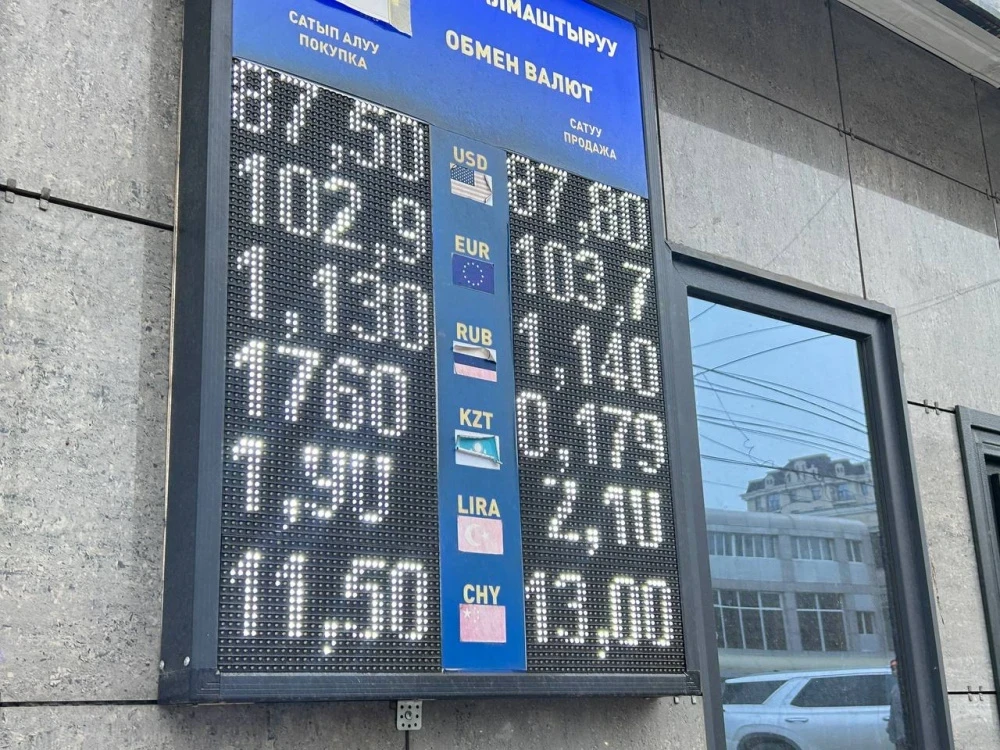 ЛМАШТЫРУУ
ОБМЕН ВАЛЮТ
САТЫП АЛУУ
ПОКУПКА
САТУУ
ПРОДАЖА
87,50 USD 87,80
102,9 EUR 103,7
1,130 RUB 1,140
1760 KZT 0,179
1,90 LIRA 2,10
11,50 CHY 13,00